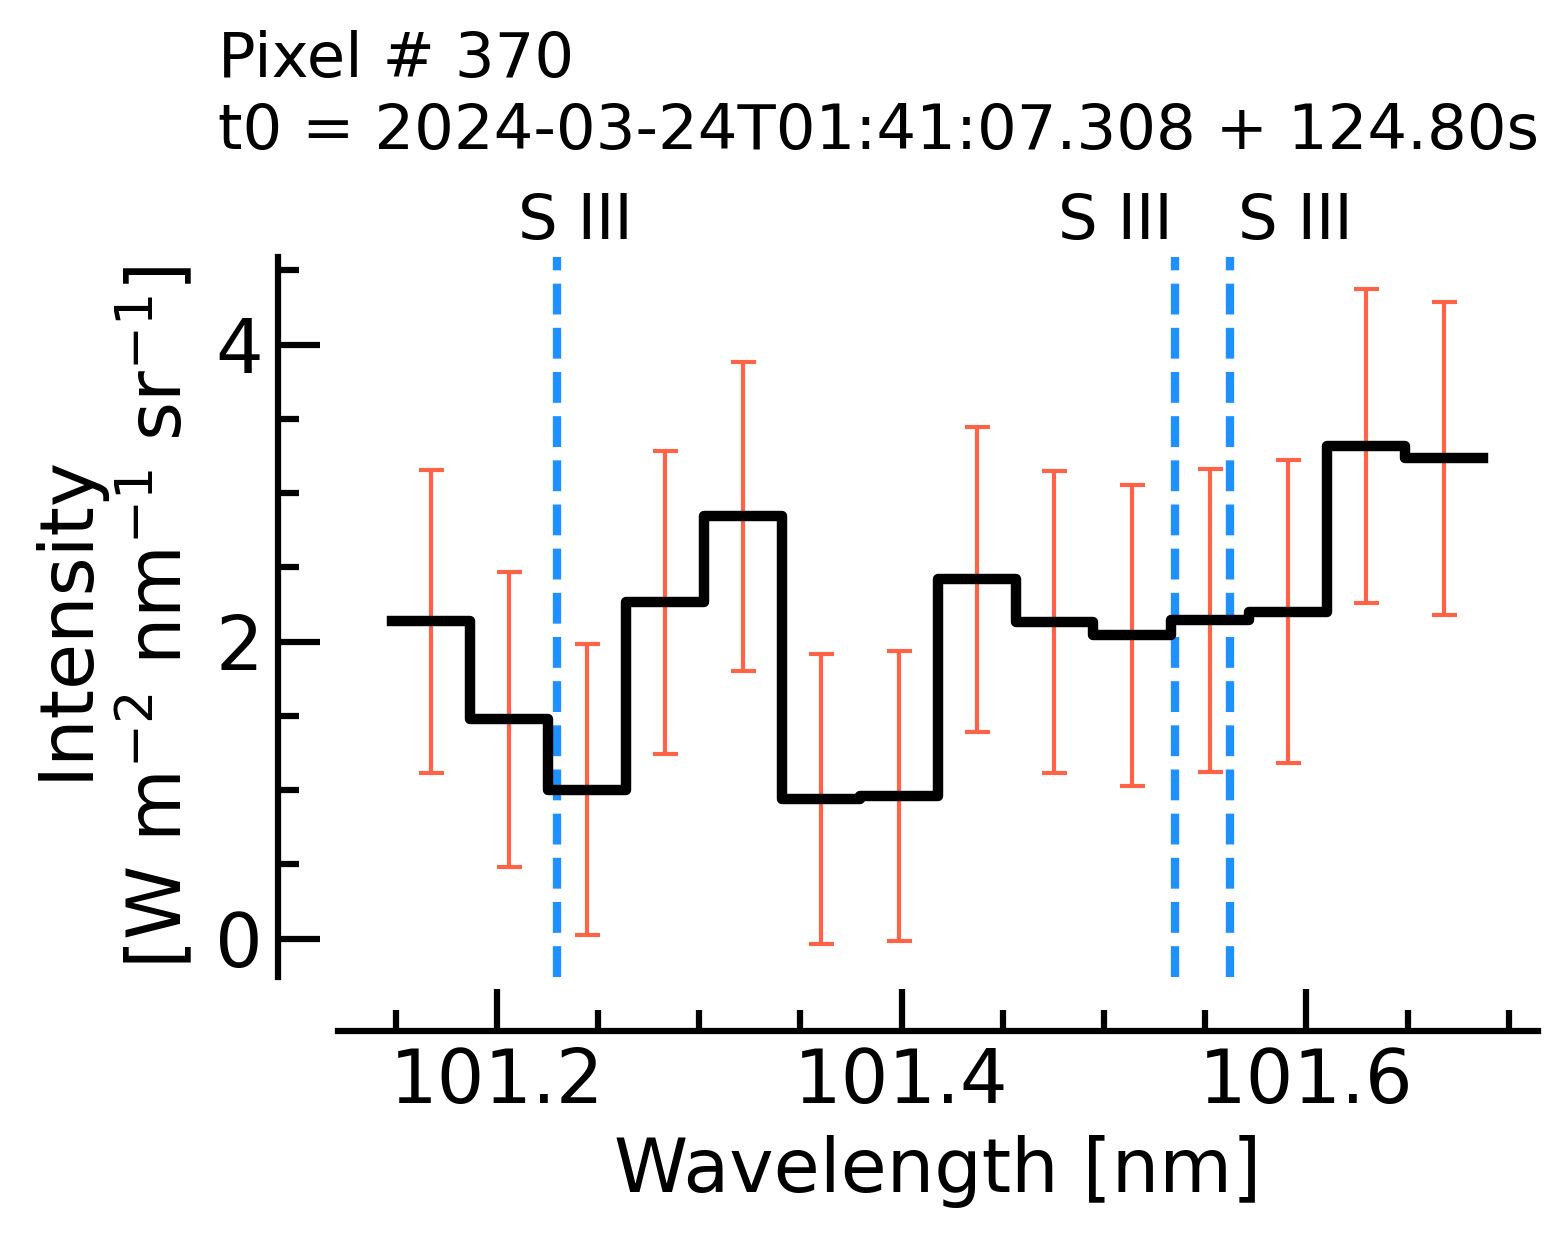 Pixel # 370
t0 = 2024-03-24T01:41:07.308 + 124.80s
S III S III S III
Intensity
[W m⁻² nm⁻¹ sr⁻¹]
4
2
0
101.2 101.4 101.6
Wavelength [nm]